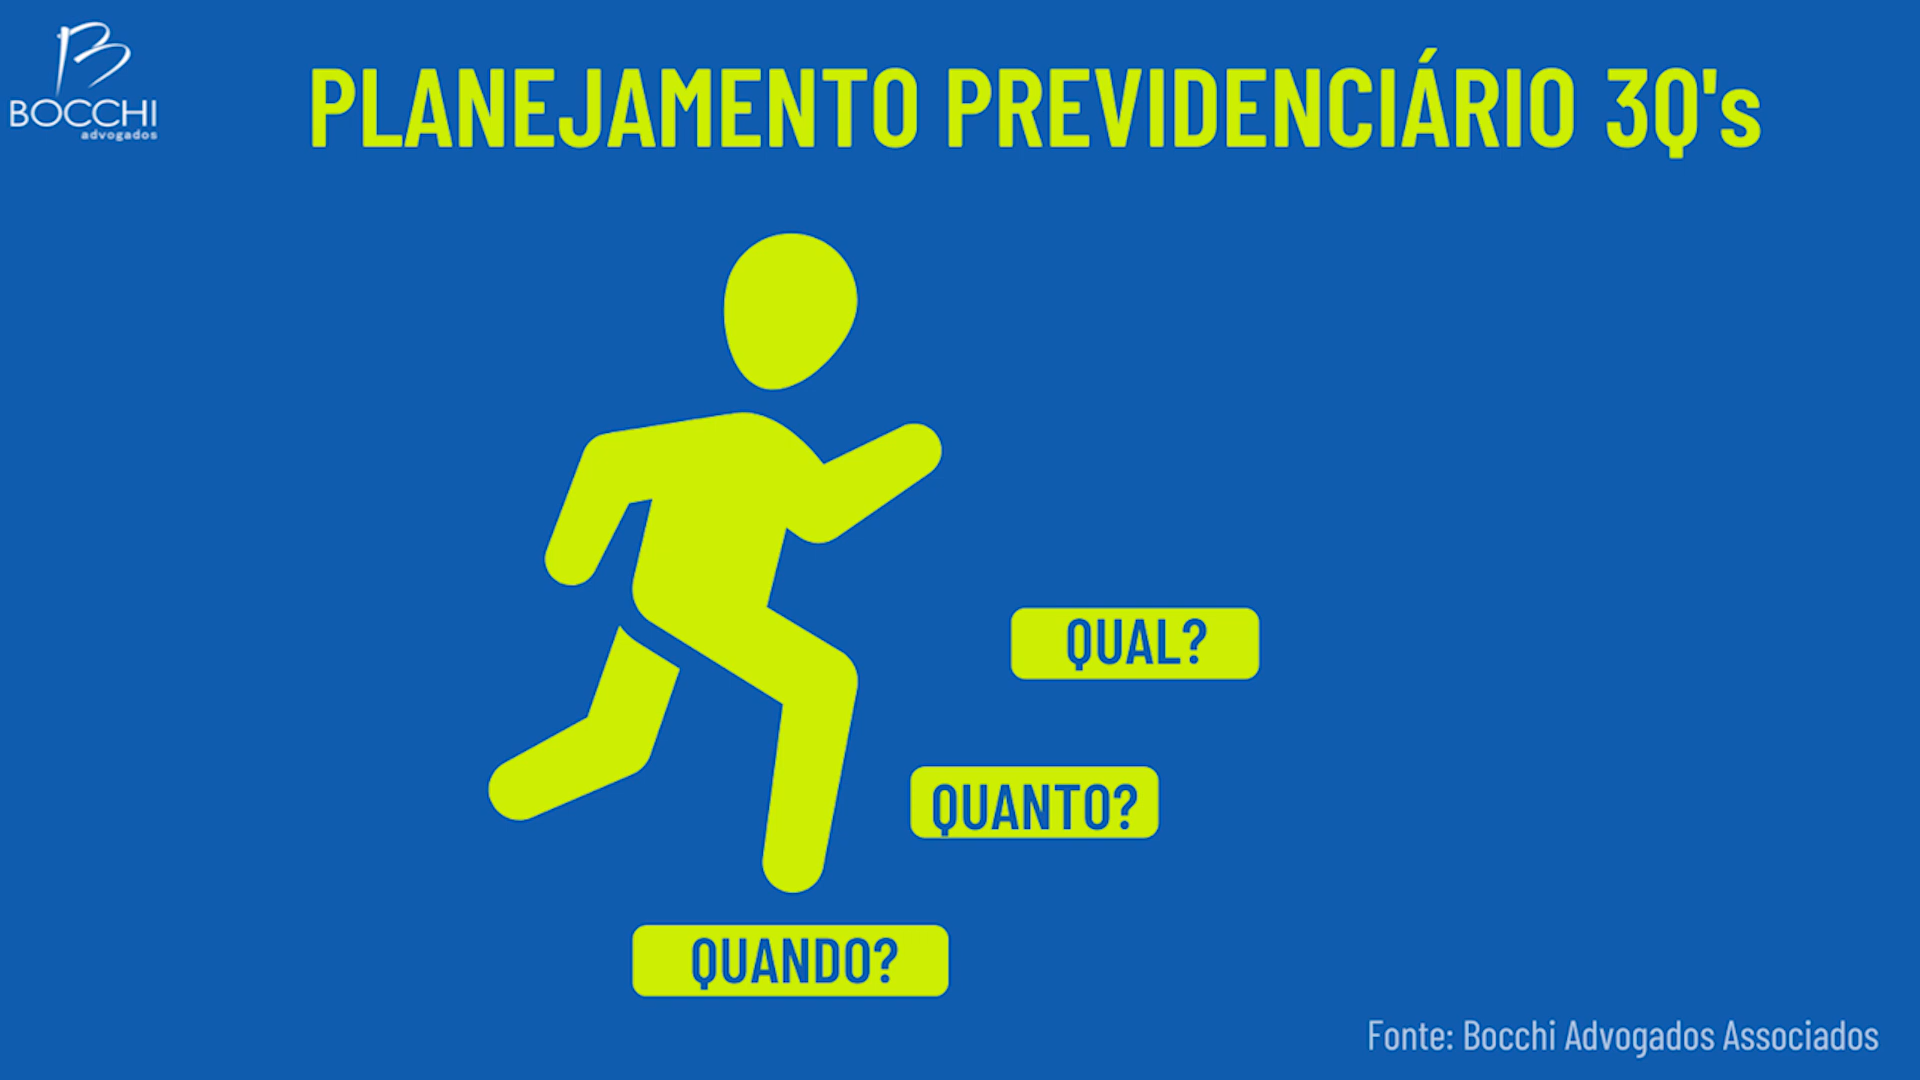 BOCCHI
advogados
PLANEJAMENTO PREVIDENCIÁRIO 3Q's
QUAL?
QUANTO?
QUANDO?
Fonte: Bocchi Advogados Associados